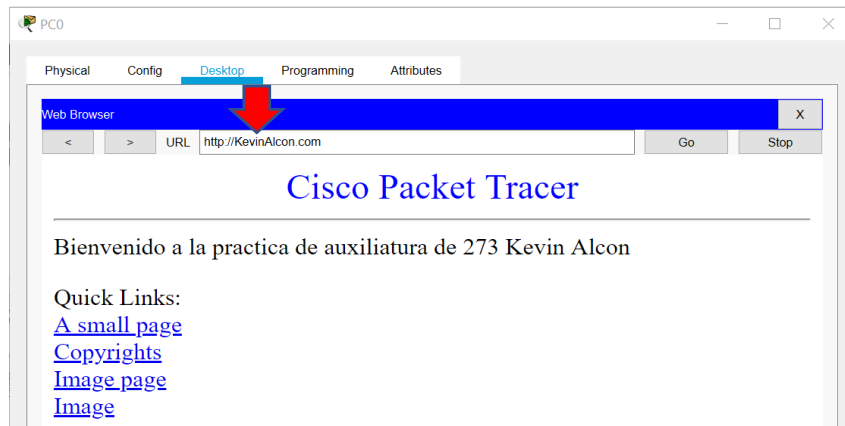 PC0
Physical Config Desktop Programming Attributes
Web Browser X
< > URL http://KevinAlcon.com Go Stop
Cisco Packet Tracer
Bienvenido a la practica de auxiliatura de 273 Kevin Alcon
Quick Links:
A small page
Copyrights
Image page
Image